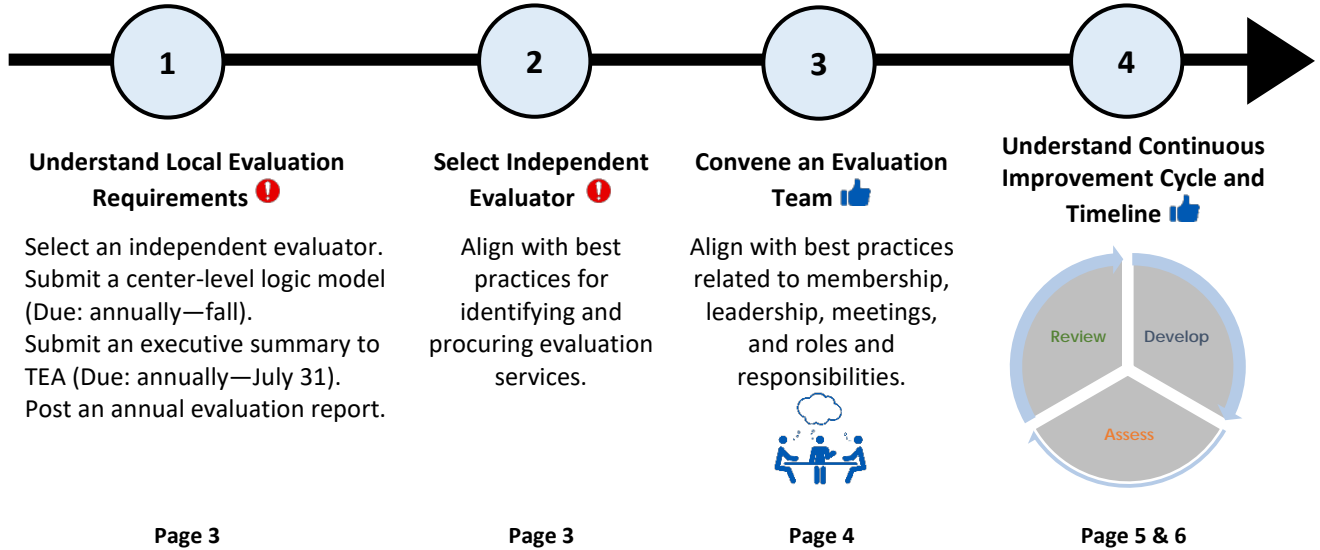 1
2
3
4
Understand Local Evaluation
Requirements
Select an independent evaluator.
Submit a center-level logic model
(Due: annually—fall).
Submit an executive summary to
TEA (Due: annually—July 31).
Post an annual evaluation report.
Page 3
Select Independent
Evaluator
Align with best
practices for
identifying and
procuring evaluation
services.
Page 3
Convene an Evaluation
Team
Align with best practices
related to membership,
leadership, meetings,
and roles and
responsibilities.
Page 4
Understand Continuous
Improvement Cycle and
Timeline
Review
Develop
Assess
Page 5 & 6